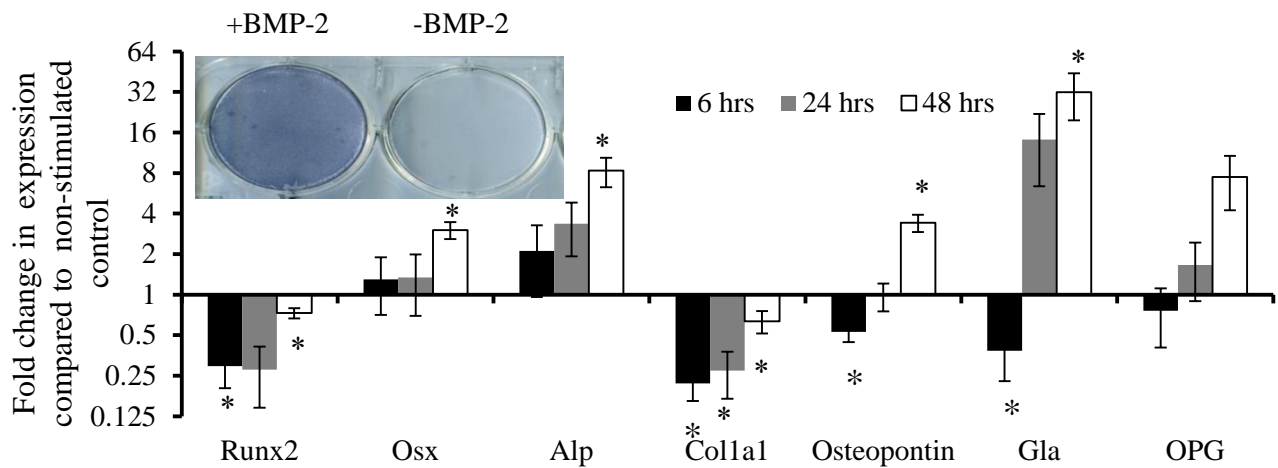 +BMP-2 -BMP-2
Fold change in expression
compared to non-stimulated
control
64
32
16
8
4
2
1
0.5
0.25
0.125
6 hrs 24 hrs 48 hrs
* * * * * * * * * * *
Runx2 Osx Alp Col1a1 Osteopontin Gla OPG